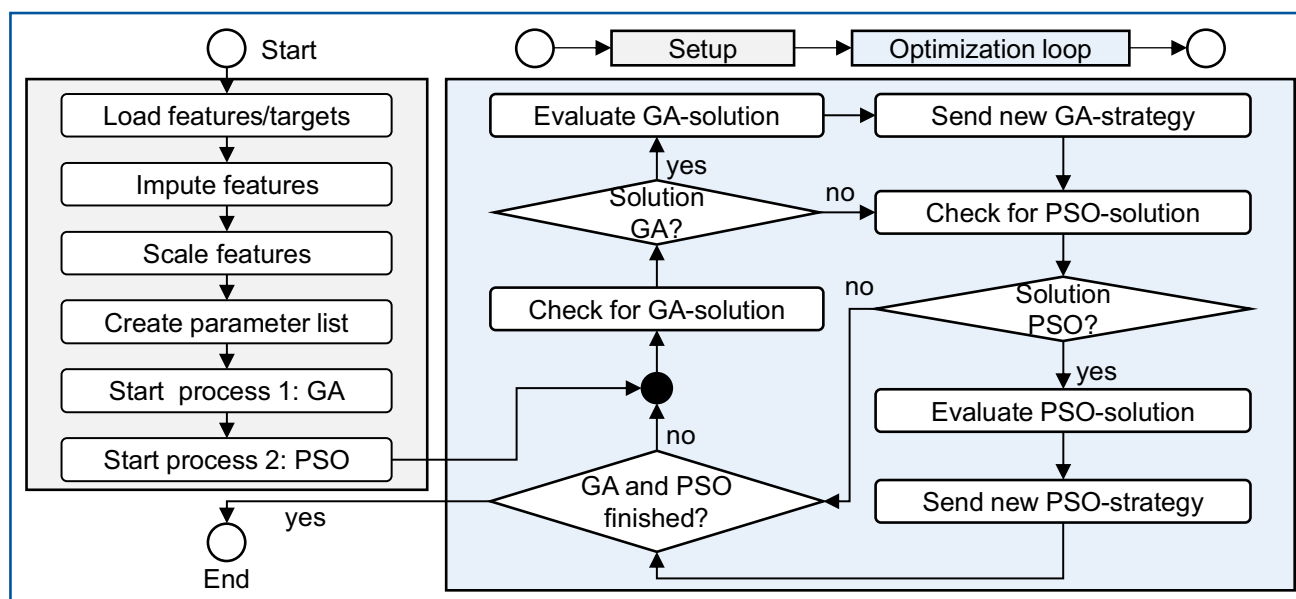 Start
Setup
Optimization loop
Load features/targets
Impute features
Scale features
Create parameter list
Start process 1: GA
Start process 2: PSO
Evaluate GA-solution
Send new GA-strategy
yes
Solution
GA?
no
Check for PSO-solution
Check for GA-solution
no
Solution
PSO?
yes
Evaluate PSO-solution
no
GA and PSO
finished?
Send new PSO-strategy
yes
End